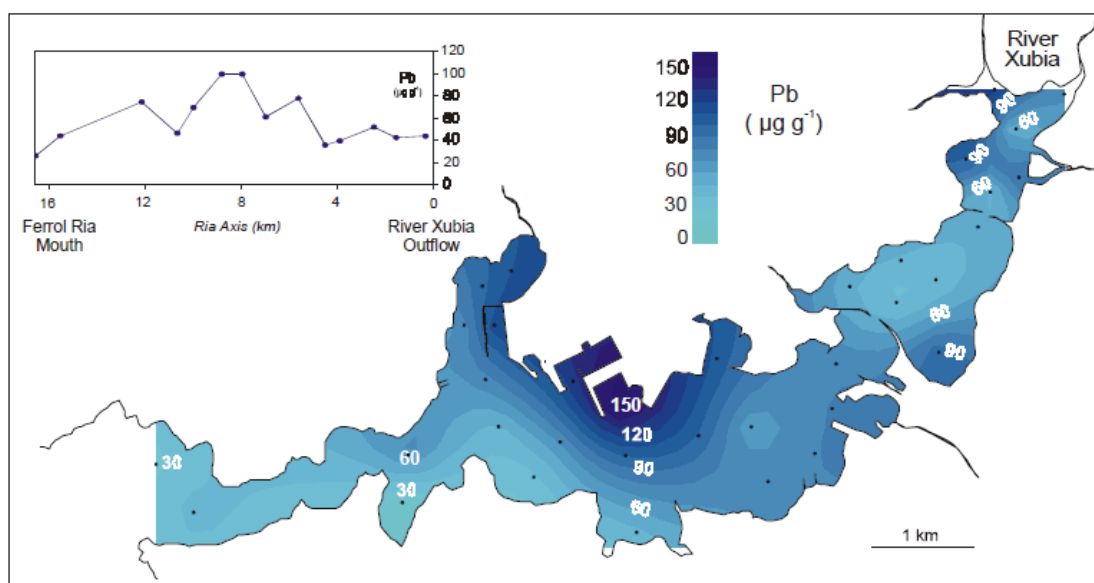 120
100
80
60
40
20
0
Pb
(µg g⁻¹)
16
12
8
4
0
Ferrol Ria
Mouth
Ria Axis (km)
River Xubia
Outflow
150
120
90
60
30
0
Pb
( µg g⁻¹)
River
Xubia
90
60
90
60
60
90
150
120
90
60
60
30
30
1 km